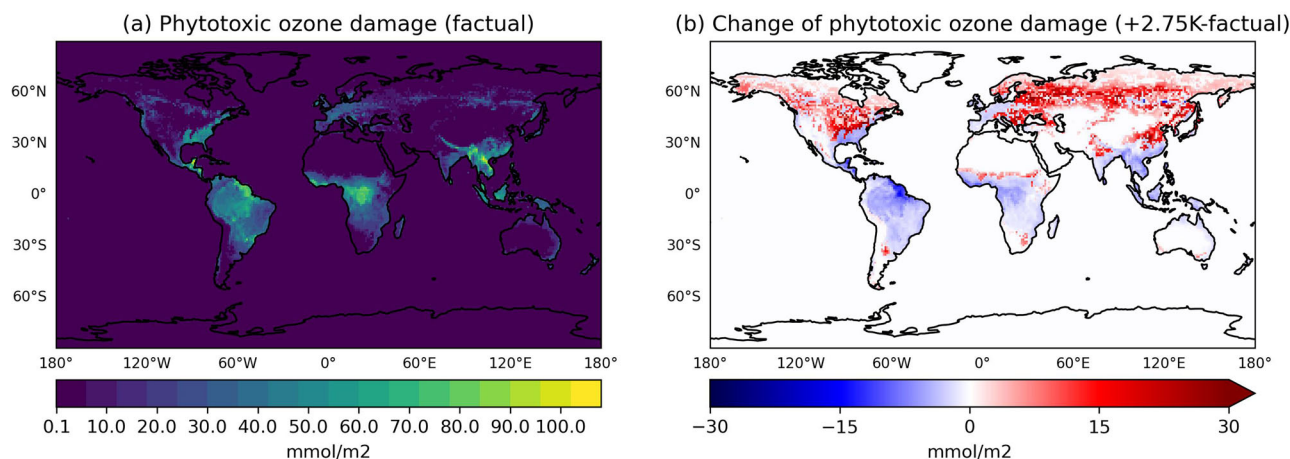 (a) Phytotoxic ozone damage (factual)
60°N
30°N
0°
30°S
60°S
180° 120°W 60°W 0° 60°E 120°E 180°
0.1 10.0 20.0 30.0 40.0 50.0 60.0 70.0 80.0 90.0 100.0
mmol/m2
(b) Change of phytotoxic ozone damage (+2.75K-factual)
60°N
30°N
0°
30°S
60°S
180° 120°W 60°W 0° 60°E 120°E 180°
−30 −15 0 15 30
mmol/m2